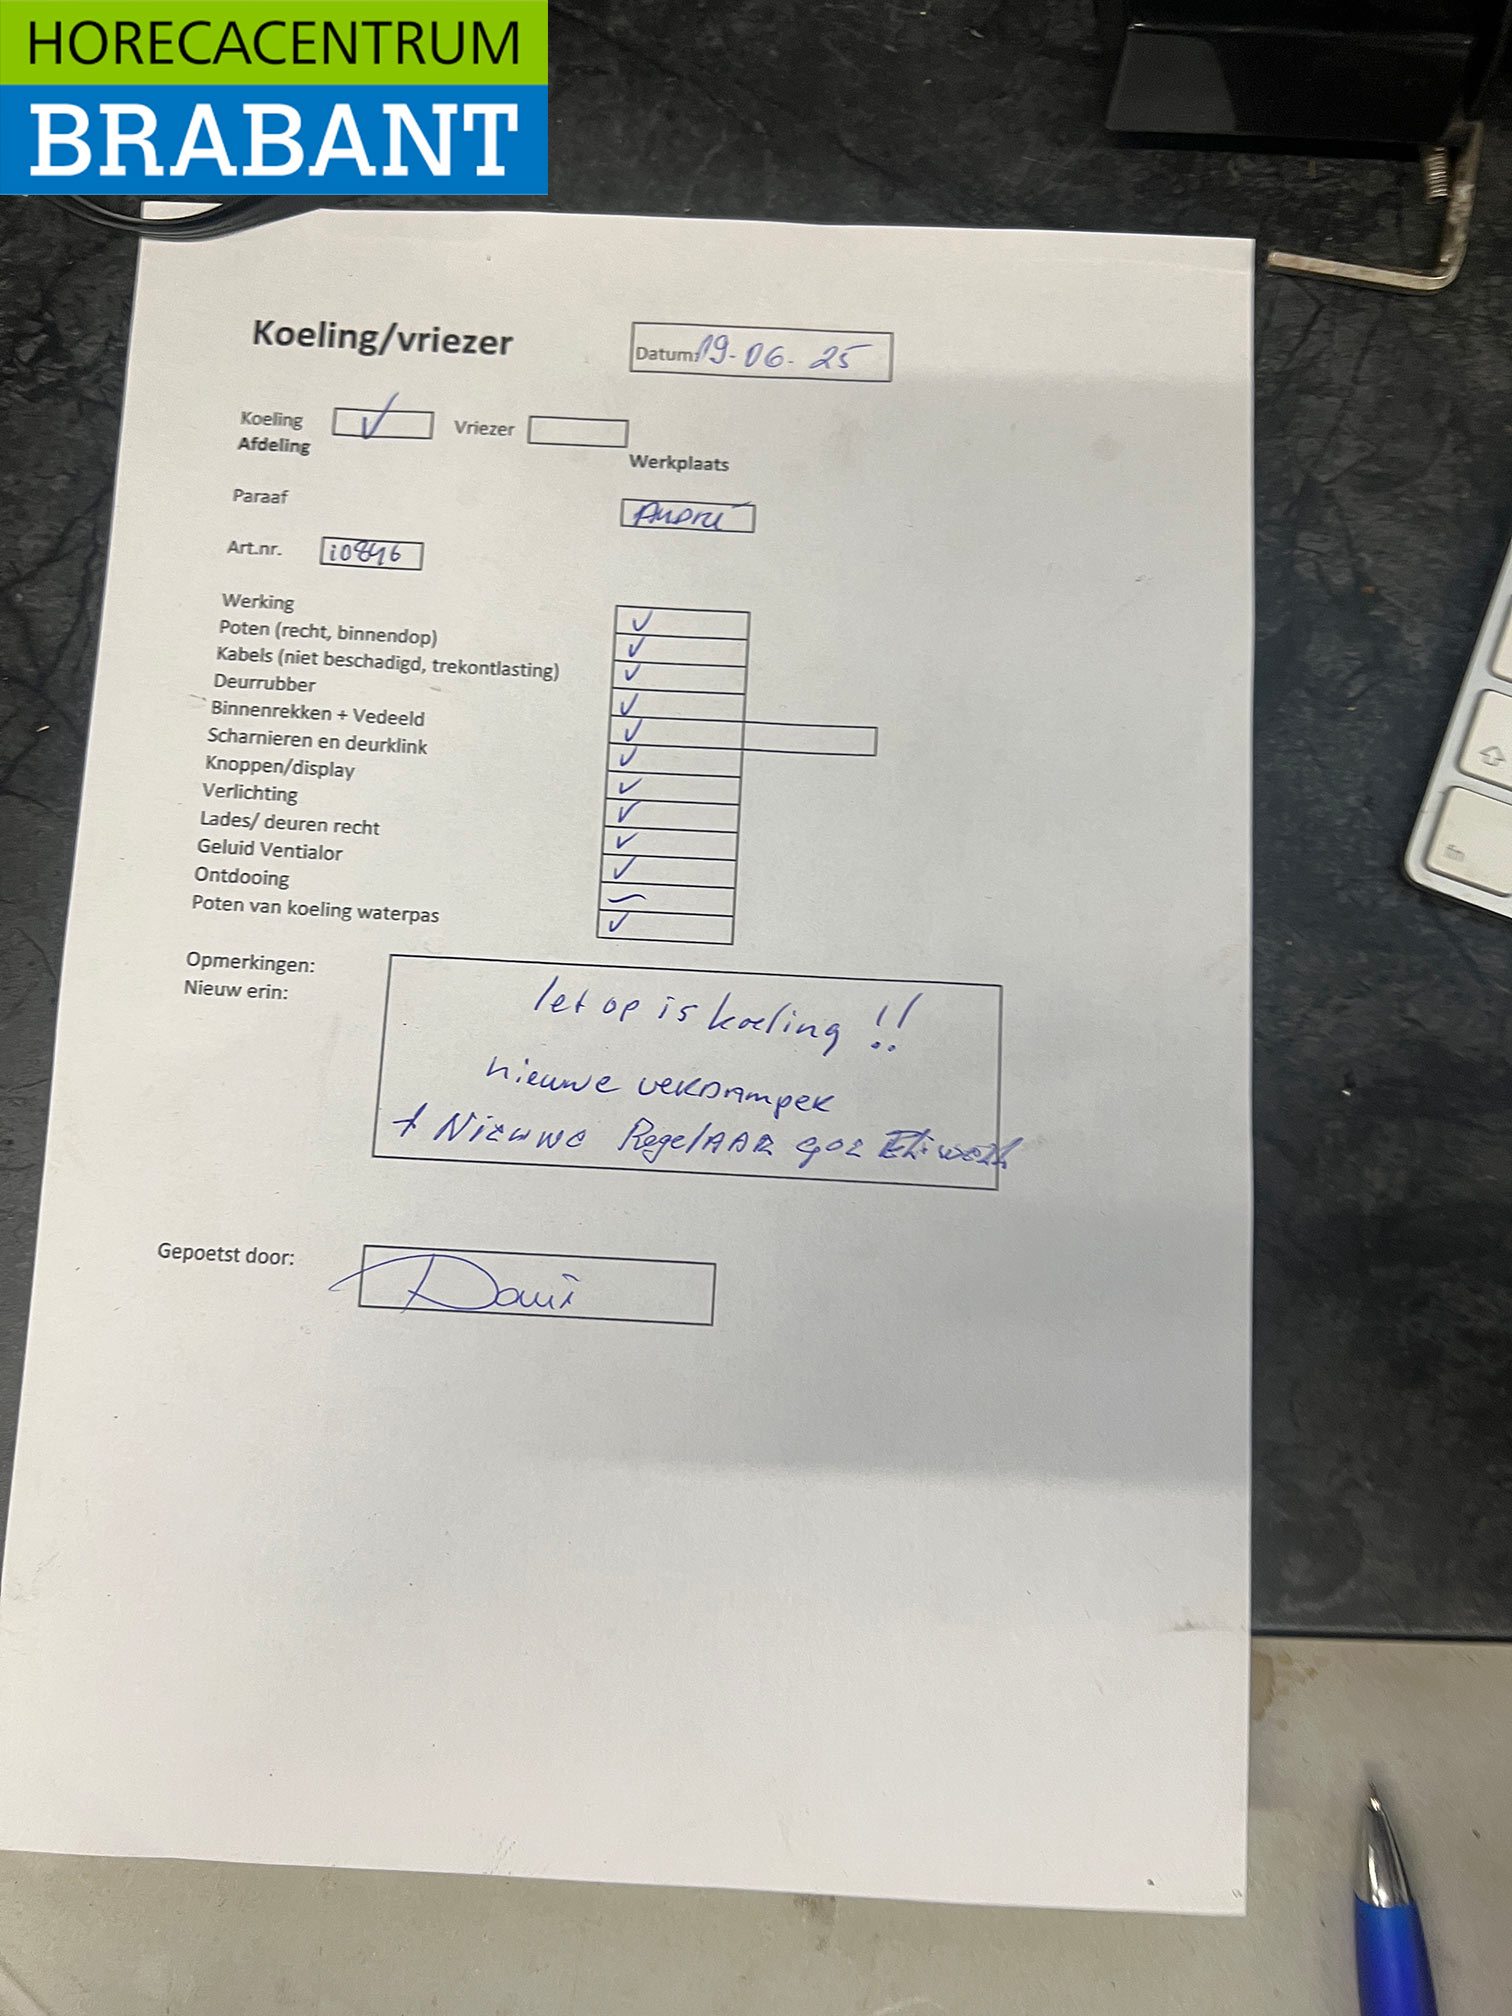 HORECACENTRUM
BRABANT
Koeling/vriezer
Datum: 19-06-25
Koeling ✓ Vriezer
Afdeling Werkplaats
Paraaf André
Art.nr. i0846
Werking ✓
Poten (recht, binnendop) ✓
Kabels (niet beschadigd, trekontlasting) ✓
Deurrubber ✓
Binnenrekken + Vedeeld ✓
Scharnieren en deurklink ✓
Knoppen/display ✓
Verlichting ✓
Lades/ deuren recht ✓
Geluid Ventialor ✓
Ontdooing ~
Poten van koeling waterpas ✓
Opmerkingen:
Nieuw erin:
let op is koeling !!
nieuwe verdamper
+ Nieuwe Regelaar
Gepoetst door:
fn